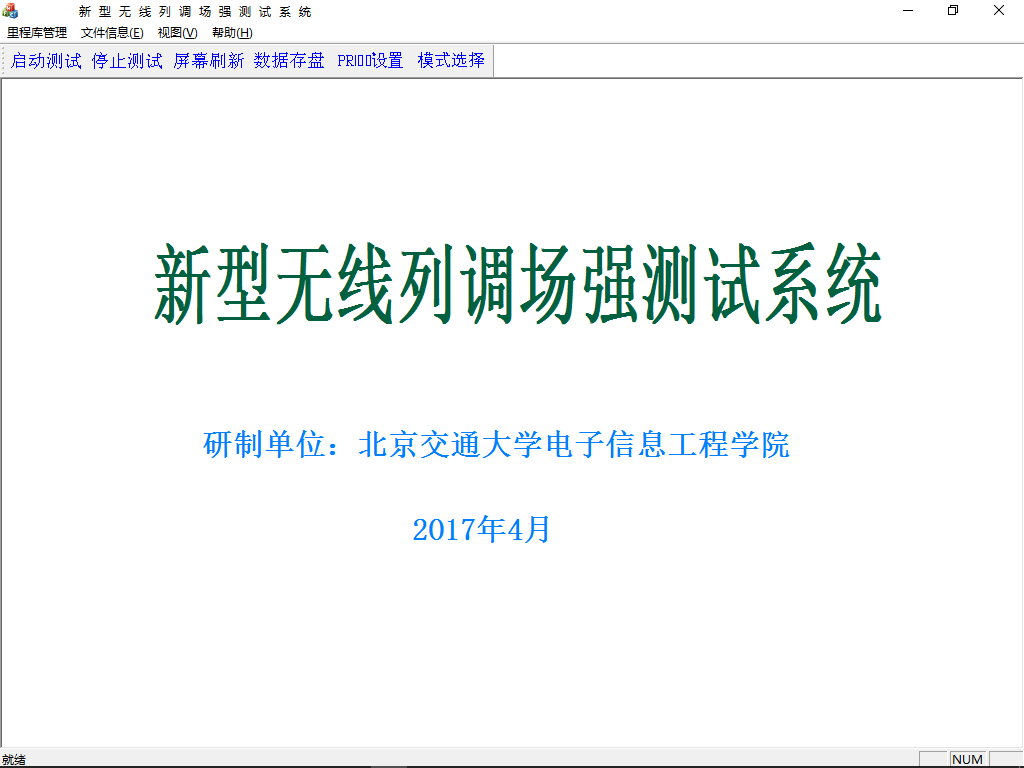 新 型 无 线 列 调 场 强 测 试 系 统
里程库管理 文件信息(E) 视图(V) 帮助(H)
启动测试 停止测试 屏幕刷新 数据存盘 PR100设置 模式选择
新型无线列调场强测试系统
研制单位：北京交通大学电子信息工程学院
2017年4月
就绪 NUM